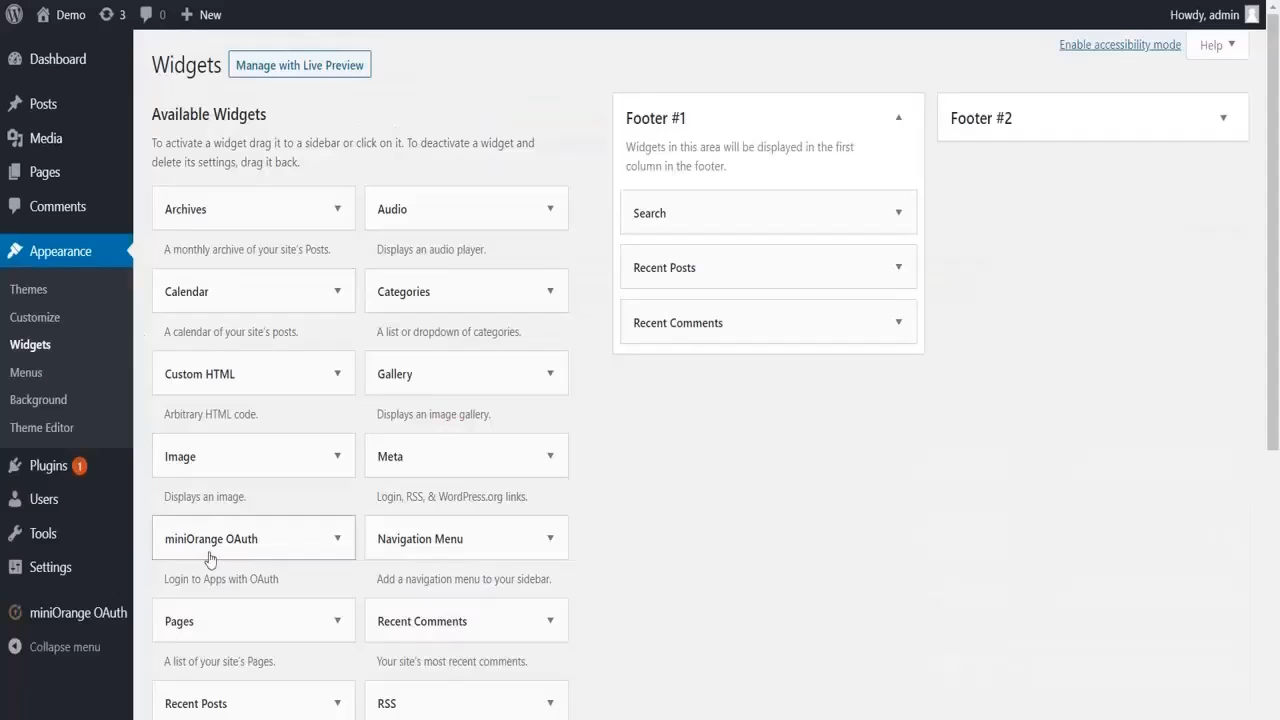 Demo
3
0
New
Howdy, admin
Dashboard
Posts
Media
Pages
Comments
Appearance
Themes
Customize
Widgets
Menus
Background
Theme Editor
Plugins 1
Users
Tools
Settings
miniOrange OAuth
Collapse menu
Enable accessibility mode
Help
Widgets
Manage with Live Preview
Available Widgets
To activate a widget drag it to a sidebar or click on it. To deactivate a widget and
delete its settings, drag it back.
Archives
Audio
A monthly archive of your site's Posts.
Displays an audio player.
Calendar
Categories
A calendar of your site's posts.
A list or dropdown of categories.
Custom HTML
Gallery
Arbitrary HTML code.
Displays an image gallery.
Image
Meta
Displays an image.
Login, RSS, & WordPress.org links.
miniOrange OAuth
Navigation Menu
Login to Apps with OAuth
Add a navigation menu to your sidebar.
Pages
Recent Comments
A list of your site's Pages.
Your site's most recent comments.
Recent Posts
RSS
Footer #1
Widgets in this area will be displayed in the first
column in the footer.
Search
Recent Posts
Recent Comments
Footer #2